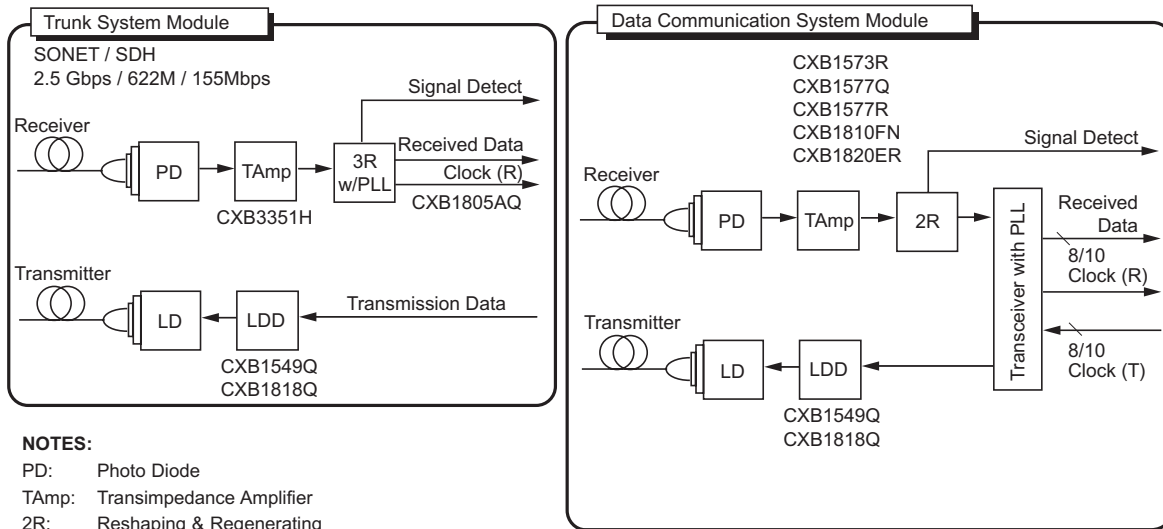 Trunk System Module
SONET / SDH
2.5 Gbps / 622M / 155Mbps
Signal Detect
Receiver
PD
TAmp
3R
w/PLL
Received Data
Clock (R)
CXB3351H
CXB1805AQ
Transmitter
LD
LDD
Transmission Data
CXB1549Q
CXB1818Q
Data Communication System Module
CXB1573R
CXB1577Q
CXB1577R
CXB1810FN
CXB1820ER
Signal Detect
Receiver
PD
TAmp
2R
Transceiver with PLL
Received
Data
8/10
Clock (R)
8/10
Clock (T)
Transmitter
LD
LDD
CXB1549Q
CXB1818Q
NOTES:
PD: Photo Diode
TAmp: Transimpedance Amplifier
2R: Reshaping & Regenerating